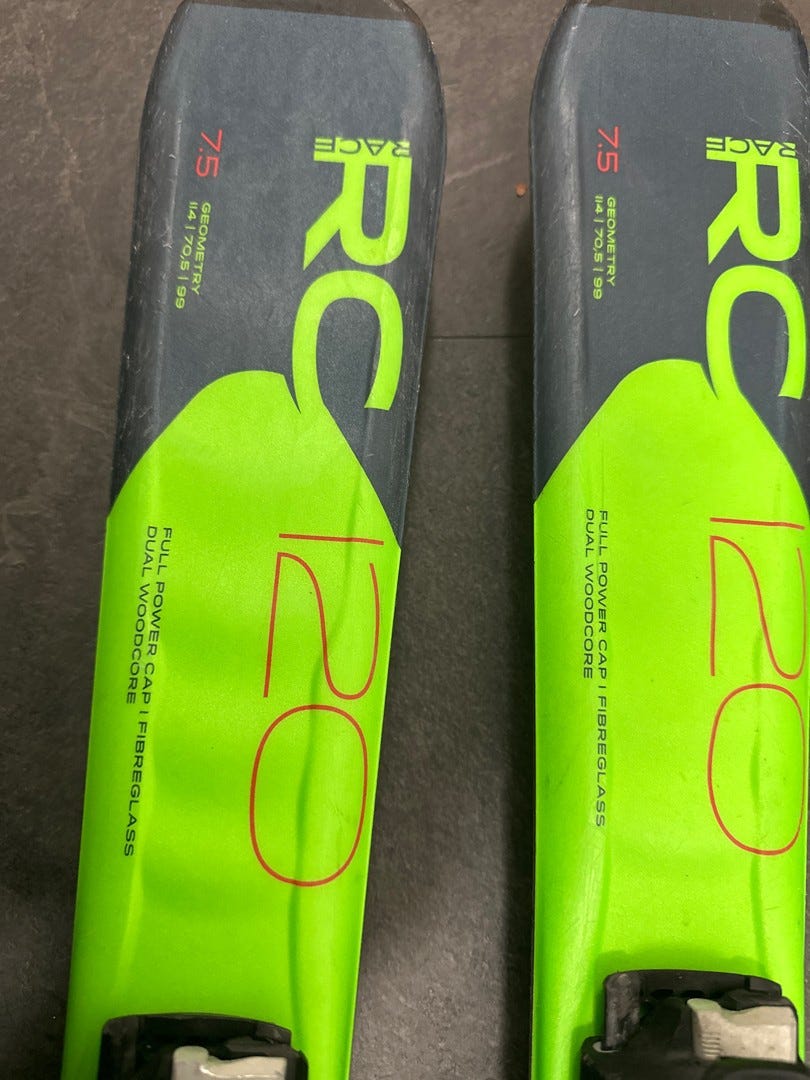 RACE
RC
7.5
GEOMETRY
114 | 70,5 | 99
120
FULL POWER CAP | FIBREGLASS
DUAL WOODCORE
RACE
RC
7.5
GEOMETRY
114 | 70,5 | 99
120
FULL POWER CAP | FIBREGLASS
DUAL WOODCORE